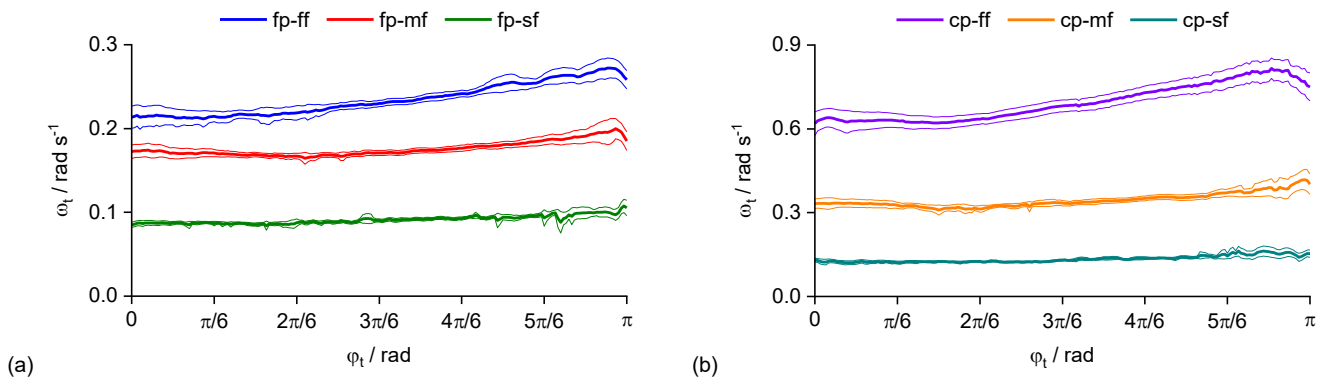 fp-ff fp-mf fp-sf
0.3
0.2
0.1
0.0
ωt / rad s-1
0 π/6 2π/6 3π/6 4π/6 5π/6 π
φt / rad
(a)
cp-ff cp-mf cp-sf
0.9
0.6
0.3
0.0
ωt / rad s-1
0 π/6 2π/6 3π/6 4π/6 5π/6 π
φt / rad
(b)